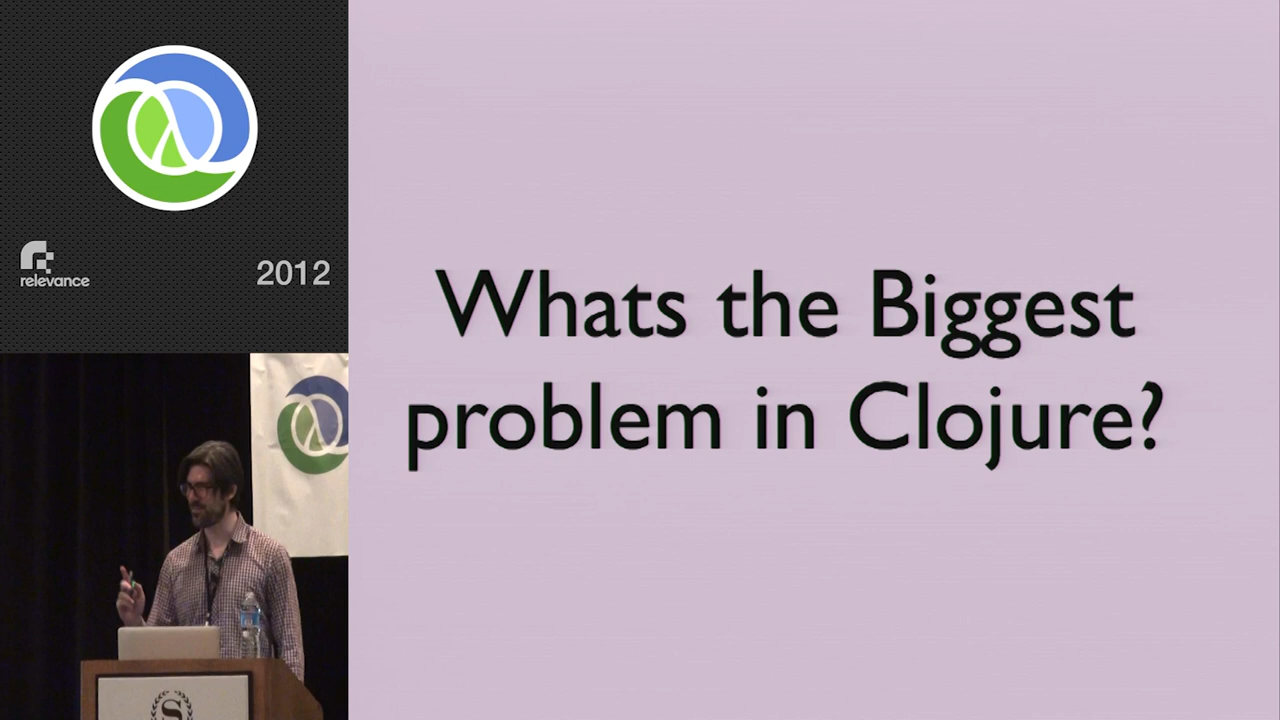 relevance
2012
Whats the Biggest
problem in Clojure?
S